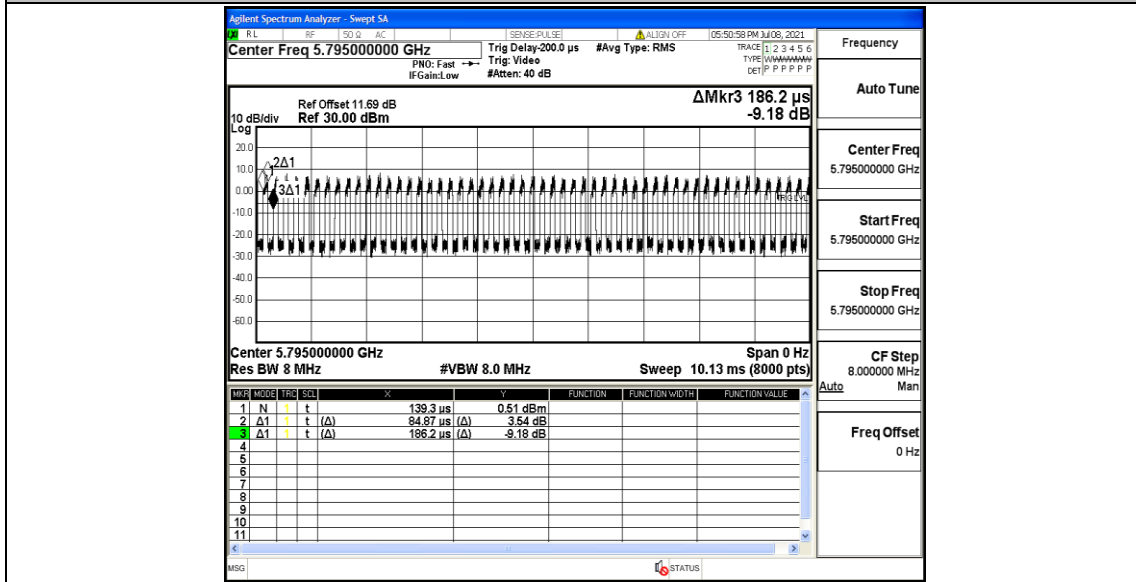 Agilent Spectrum Analyzer - Swept SA
RL RF 50 Ω AC SENSE:PULSE ALIGN OFF 05:50:58 PM Jul 08, 2021
Center Freq 5.795000000 GHz
PNO: Fast
IFGain:Low
Trig Delay-200.0 µs
Trig: Video
#Atten: 40 dB
#Avg Type: RMS
TRACE 1 2 3 4 5 6
TYPE
DET P P P P P P
ΔMkr3 186.2 µs
-9.18 dB
Ref Offset 11.69 dB
10 dB/div Ref 30.00 dBm
Log
20.0
10.0
0.00
-10.0
-20.0
-30.0
-40.0
-50.0
-60.0
2Δ1
1
3Δ1
TRIG LVL
Center 5.795000000 GHz Span 0 Hz
Res BW 8 MHz #VBW 8.0 MHz Sweep 10.13 ms (8000 pts)
MKR MODE TRC SCL X Y FUNCTION FUNCTION WIDTH FUNCTION VALUE
1 N 1 t 139.3 µs 0.51 dBm
2 Δ1 1 t (Δ) 84.87 µs (Δ) 3.54 dB
3 Δ1 1 t (Δ) 186.2 µs (Δ) -9.18 dB
4
5
6
7
8
9
10
11
MSG STATUS
Frequency
Auto Tune
Center Freq
5.795000000 GHz
Start Freq
5.795000000 GHz
Stop Freq
5.795000000 GHz
CF Step
8.000000 MHz
Auto Man
Freq Offset
0 Hz